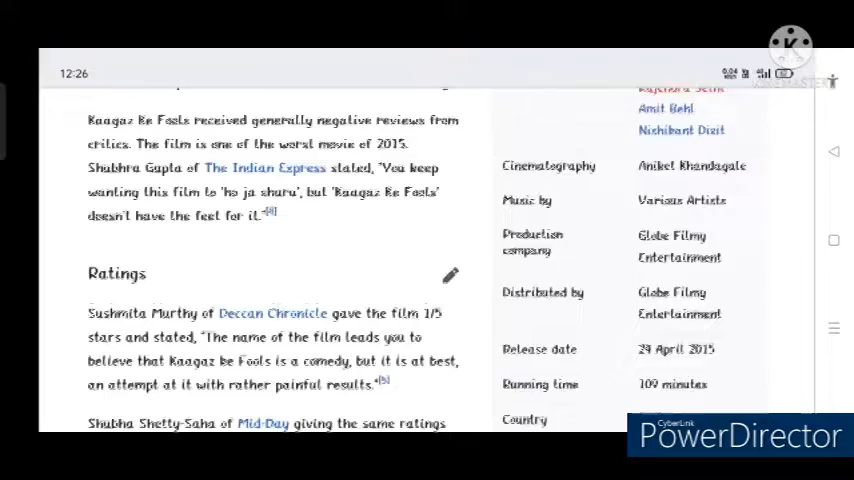 12:26
Kaagaz Ke Fools received generally negative reviews from
critics. The film is one of the worst movie of 2015.
Shubhra Gupta of The Indian Express stated, "You keep
wanting this film to 'ho ja shuru', but 'Kaagaz Ke Fools'
doesn't have the feet for it."
Ratings
Sushmita Murthy of Deccan Chronicle gave the film 1/5
stars and stated, "The name of the film leads you to
believe that Kaagaz ke Fools is a comedy, but it is at best,
an attempt at it with rather painful results."[5]
Shubha Shetty-Saha of Mid-Day giving the same ratings
Amit Behl
Nishikant Dixit
Cinematography Aniket Khandagale
Music by Various Artists
Production company Globe Filmy Entertainment
Distributed by Globe Filmy Entertainment
Release date 24 April 2015
Running time 109 minutes
Country
KINEMASTER
CyberLink
PowerDirector